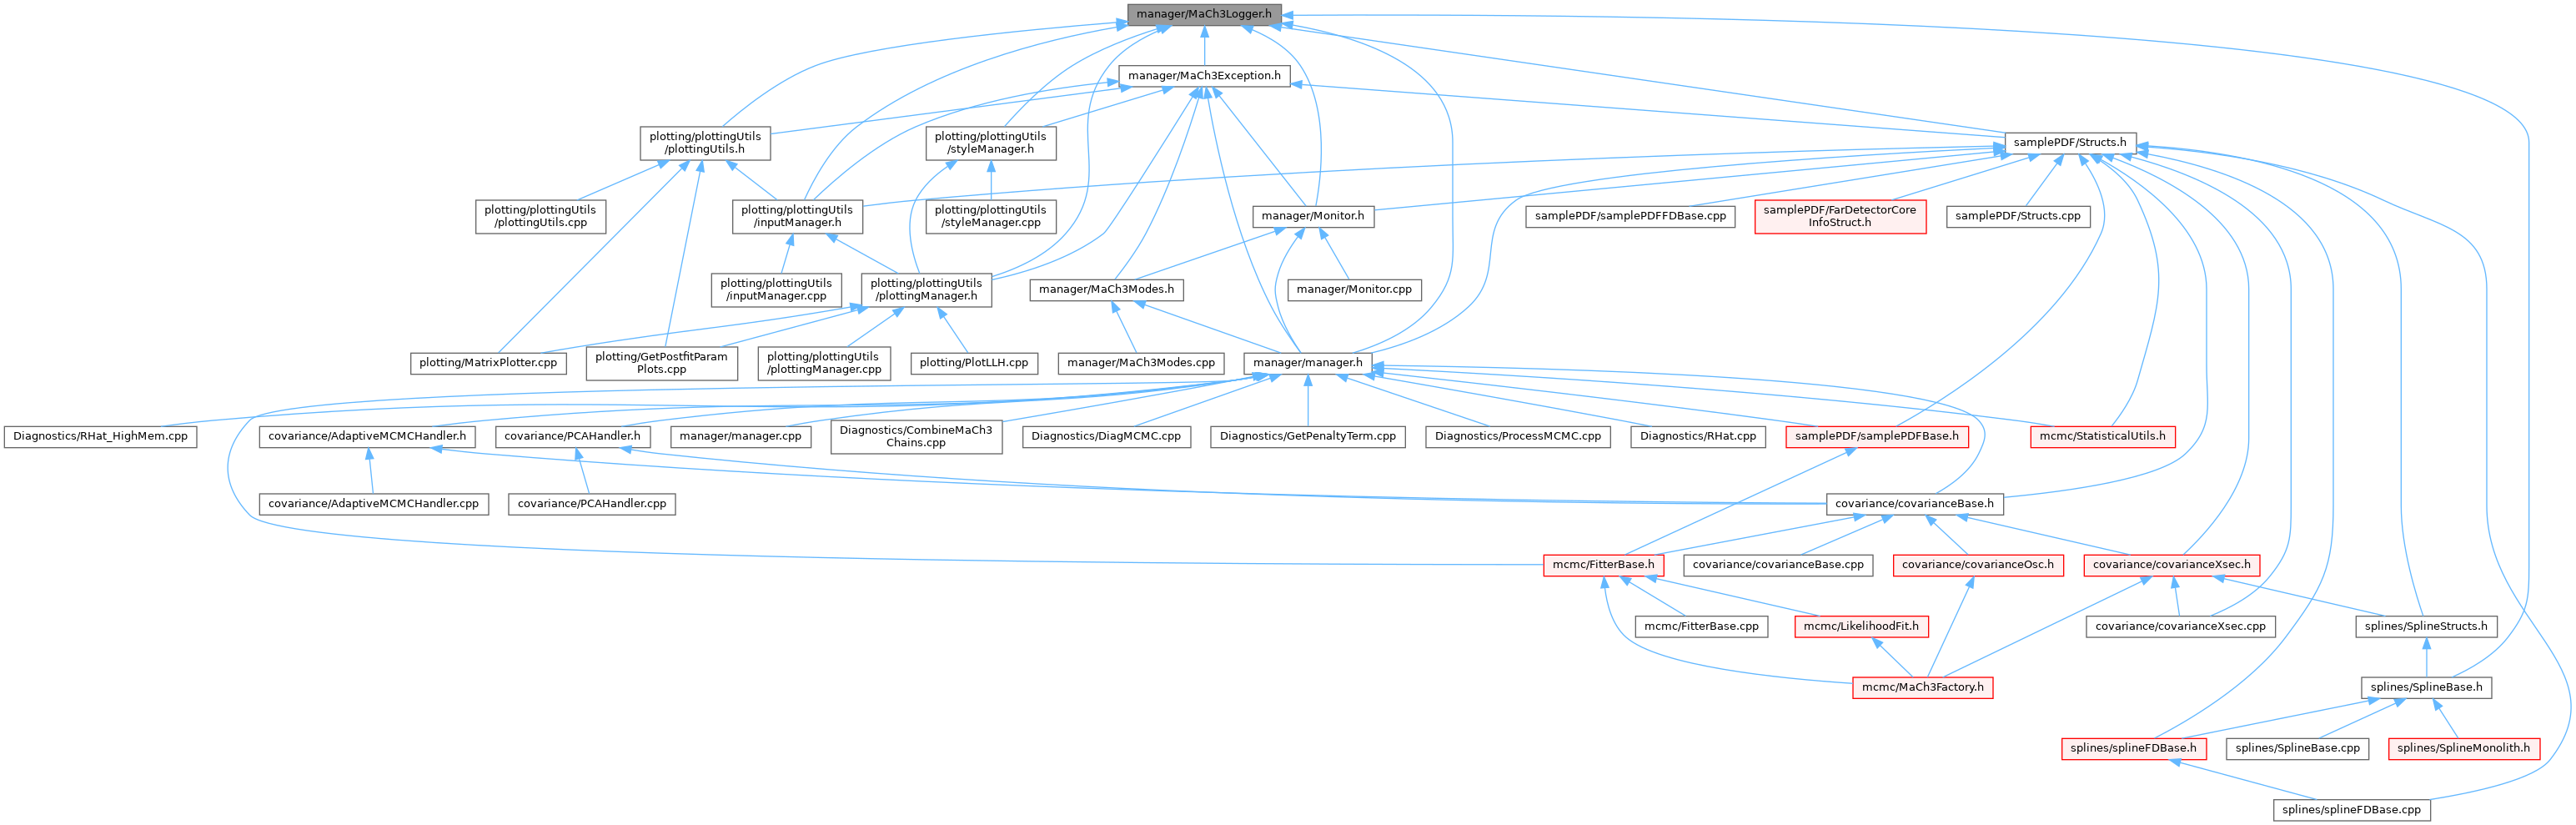 manager/MaCh3Logger.h
manager/MaCh3Exception.h
plotting/plottingUtils
/plottingUtils.h
plotting/plottingUtils
/styleManager.h
samplePDF/Structs.h
plotting/plottingUtils
/plottingUtils.cpp
plotting/plottingUtils
/inputManager.h
plotting/plottingUtils
/styleManager.cpp
manager/Monitor.h
samplePDF/samplePDFFDBase.cpp
samplePDF/FarDetectorCore
InfoStruct.h
samplePDF/Structs.cpp
plotting/plottingUtils
/inputManager.cpp
plotting/plottingUtils
/plottingManager.h
manager/MaCh3Modes.h
manager/Monitor.cpp
plotting/MatrixPlotter.cpp
plotting/GetPostfitParam
Plots.cpp
plotting/plottingUtils
/plottingManager.cpp
plotting/PlotLLH.cpp
manager/MaCh3Modes.cpp
manager/manager.h
Diagnostics/RHat_HighMem.cpp
covariance/AdaptiveMCMCHandler.h
covariance/PCAHandler.h
manager/manager.cpp
Diagnostics/CombineMaCh3
Chains.cpp
Diagnostics/DiagMCMC.cpp
Diagnostics/GetPenaltyTerm.cpp
Diagnostics/ProcessMCMC.cpp
Diagnostics/RHat.cpp
samplePDF/samplePDFBase.h
mcmc/StatisticalUtils.h
covariance/AdaptiveMCMCHandler.cpp
covariance/PCAHandler.cpp
covariance/covarianceBase.h
mcmc/FitterBase.h
covariance/covarianceBase.cpp
covariance/covarianceOsc.h
covariance/covarianceXsec.h
mcmc/FitterBase.cpp
mcmc/LikelihoodFit.h
covariance/covarianceXsec.cpp
splines/SplineStructs.h
mcmc/MaCh3Factory.h
splines/SplineBase.h
splines/splineFDBase.h
splines/SplineBase.cpp
splines/SplineMonolith.h
splines/splineFDBase.cpp